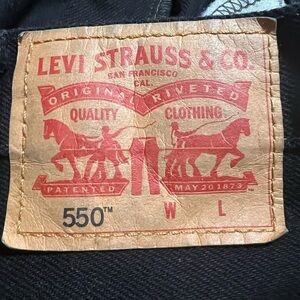 LEVI STRAUSS & CO.
SAN FRANCISCO
CAL.
ORIGINAL RIVETED
QUALITY CLOTHING
PATENTED MAY 20 1873
550™ W L